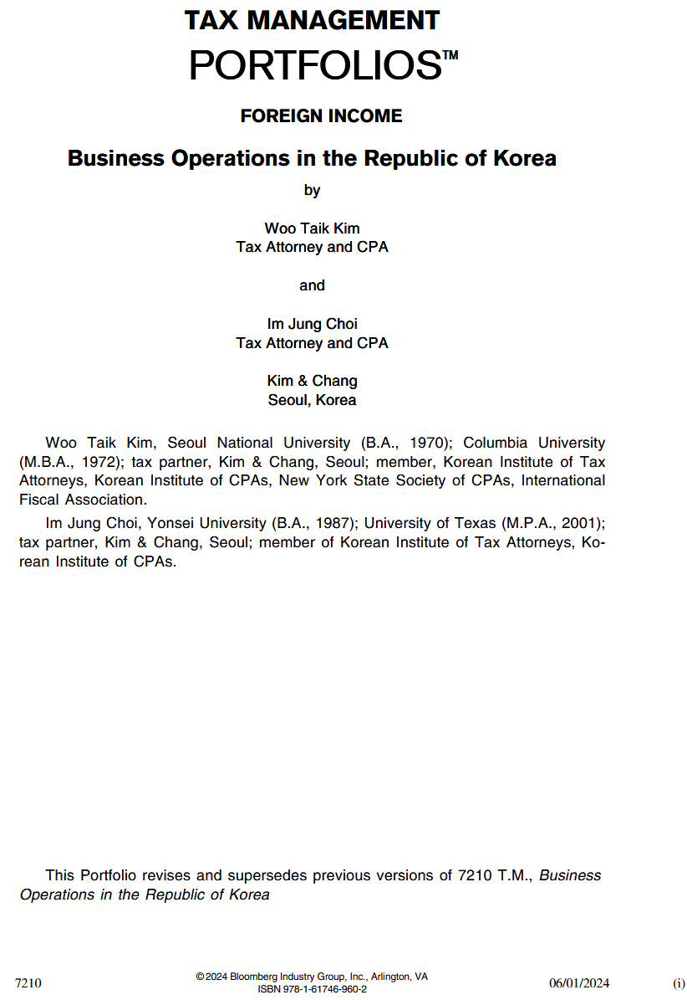 TAX MANAGEMENT
PORTFOLIOS™
FOREIGN INCOME
Business Operations in the Republic of Korea
by
Woo Taik Kim
Tax Attorney and CPA
and
Im Jung Choi
Tax Attorney and CPA
Kim & Chang
Seoul, Korea
Woo Taik Kim, Seoul National University (B.A., 1970); Columbia University
(M.B.A., 1972); tax partner, Kim & Chang, Seoul; member, Korean Institute of Tax
Attorneys, Korean Institute of CPAs, New York State Society of CPAs, International
Fiscal Association.
Im Jung Choi, Yonsei University (B.A., 1987); University of Texas (M.P.A., 2001);
tax partner, Kim & Chang, Seoul; member of Korean Institute of Tax Attorneys, Ko-
rean Institute of CPAs.
This Portfolio revises and supersedes previous versions of 7210 T.M., Business
Operations in the Republic of Korea
©2024 Bloomberg Industry Group, Inc., Arlington, VA
7210 ISBN 978-1-61746-960-2 06/01/2024 (i)